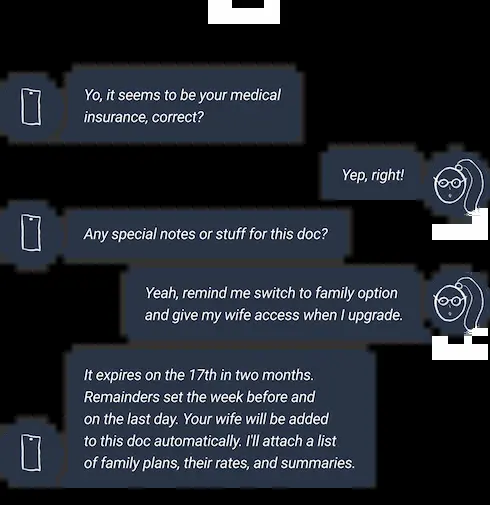 Yo, it seems to be your medical
insurance, correct?
Yep, right!
Any special notes or stuff for this doc?
Yeah, remind me switch to family option
and give my wife access when I upgrade.
It expires on the 17th in two months.
Remainders set the week before and
on the last day. Your wife will be added
to this doc automatically. I'll attach a list
of family plans, their rates, and summaries.